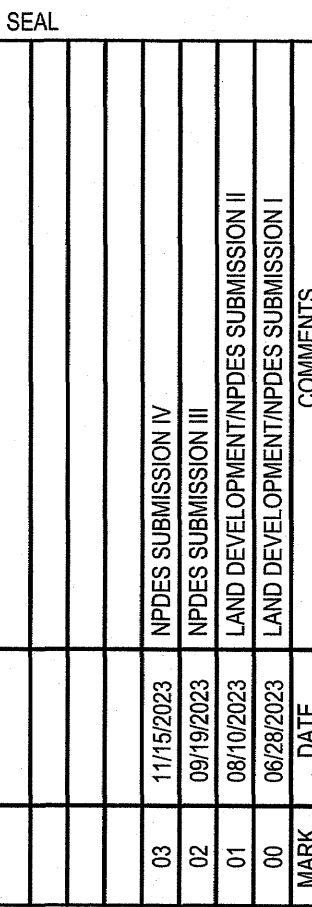 SEAL
03 11/15/2023 NPDES SUBMISSION IV
02 09/19/2023 NPDES SUBMISSION III
01 08/10/2023 LAND DEVELOPMENT/NPDES SUBMISSION II
00 06/28/2023 LAND DEVELOPMENT/NPDES SUBMISSION I
MARK DATE COMMENTS